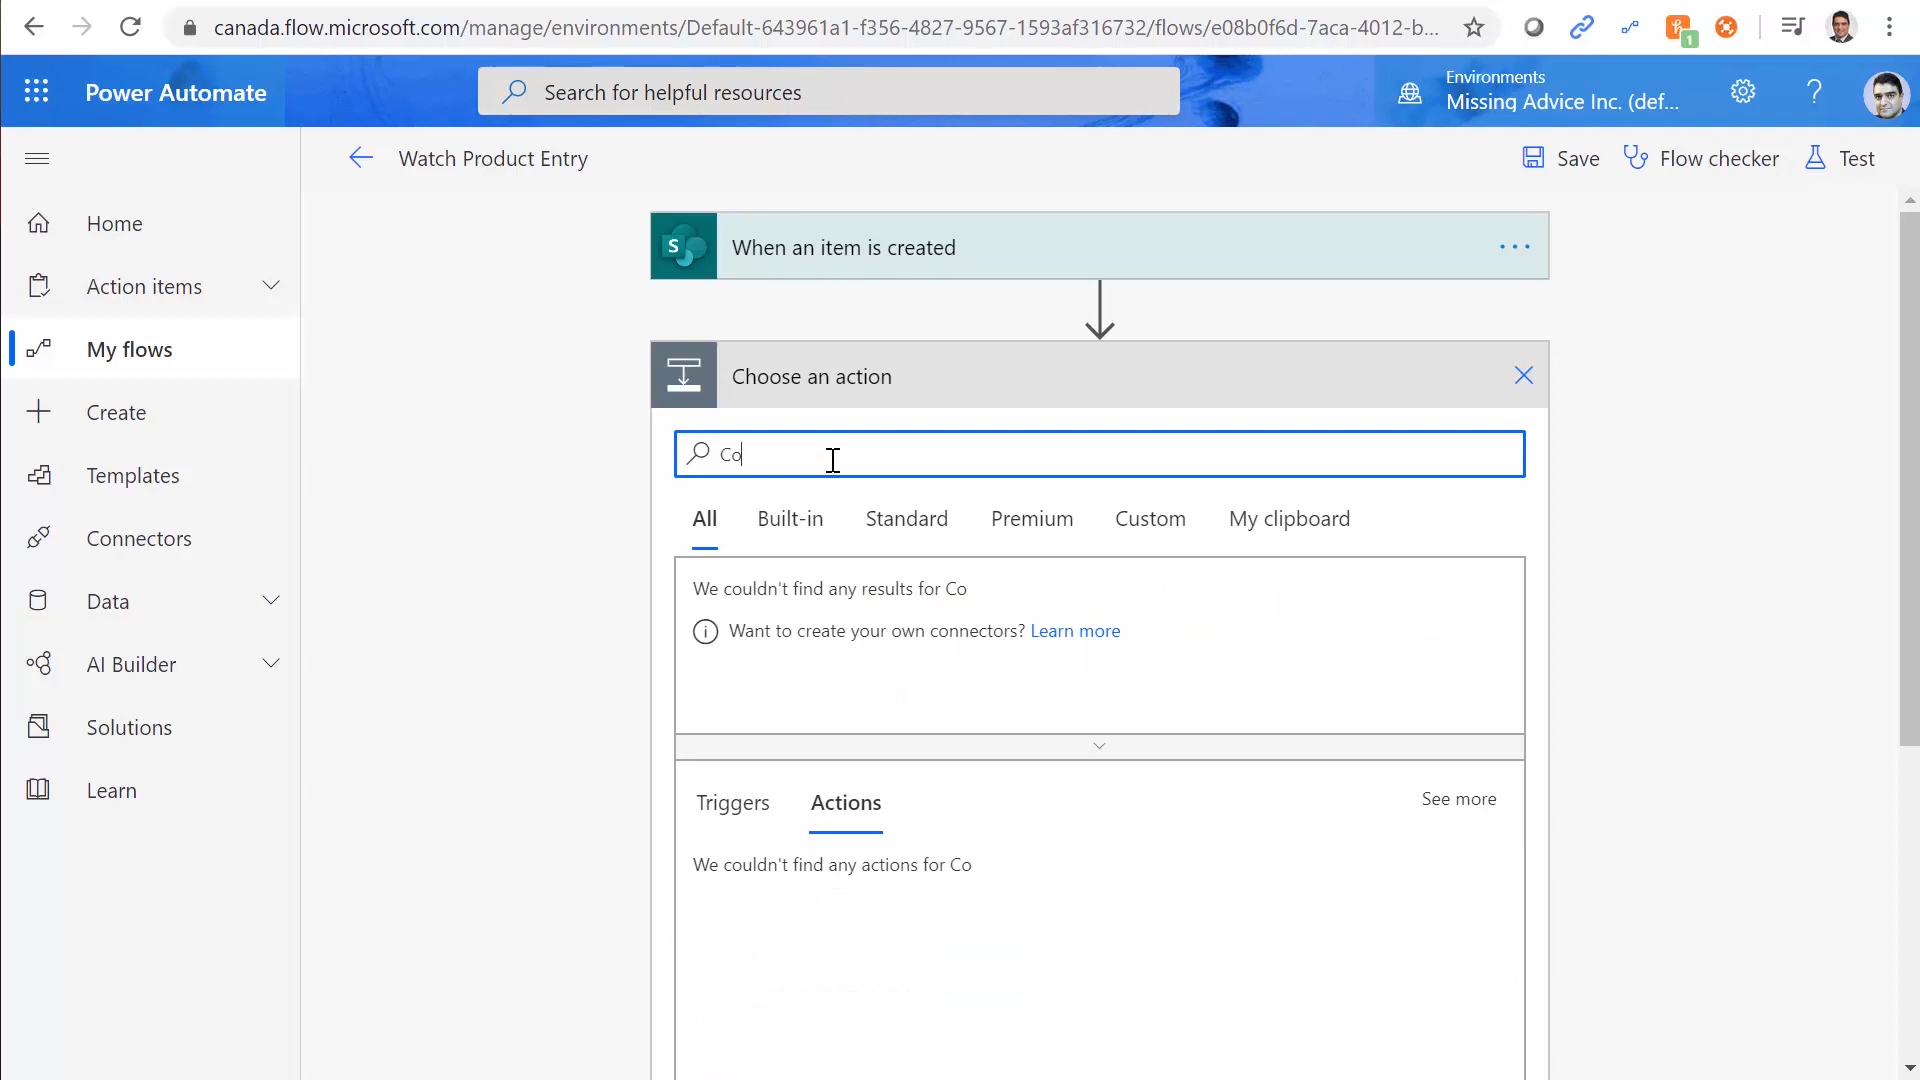 canada.flow.microsoft.com/manage/environments/Default-643961a1-f356-4827-9567-1593af316732/flows/e08b0f6d-7aca-4012-b...
1
Power Automate
Search for helpful resources
Environments
Missing Advice Inc. (def...
?
Watch Product Entry
Save
Flow checker
Test
Home
Action items
My flows
Create
Templates
Connectors
Data
AI Builder
Solutions
Learn
S
When an item is created
Choose an action
Co
All
Built-in
Standard
Premium
Custom
My clipboard
We couldn't find any results for Co
Want to create your own connectors? Learn more
Triggers
Actions
See more
We couldn't find any actions for Co